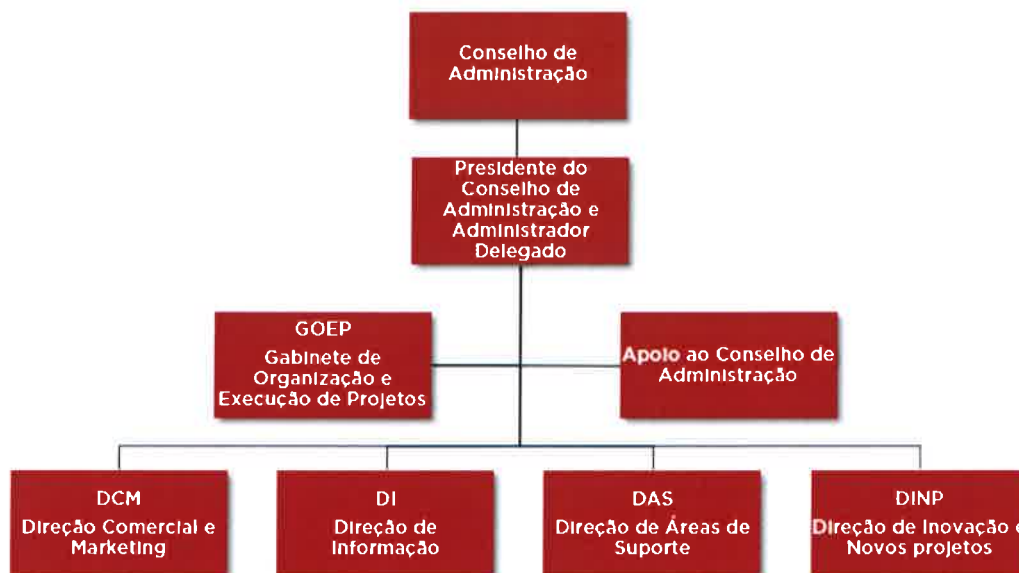 Conselho de
Administração
Presidente do
Conselho de
Administração e
Administrador
Delegado
GOEP
Gabinete de
Organização e
Execução de Projetos
Apoio ao Conselho de
Administração
DCM
Direção Comercial e
Marketing
DI
Direção de
Informação
DAS
Direção de Áreas de
Suporte
DINP
Direção de Inovação e
Novos projetos